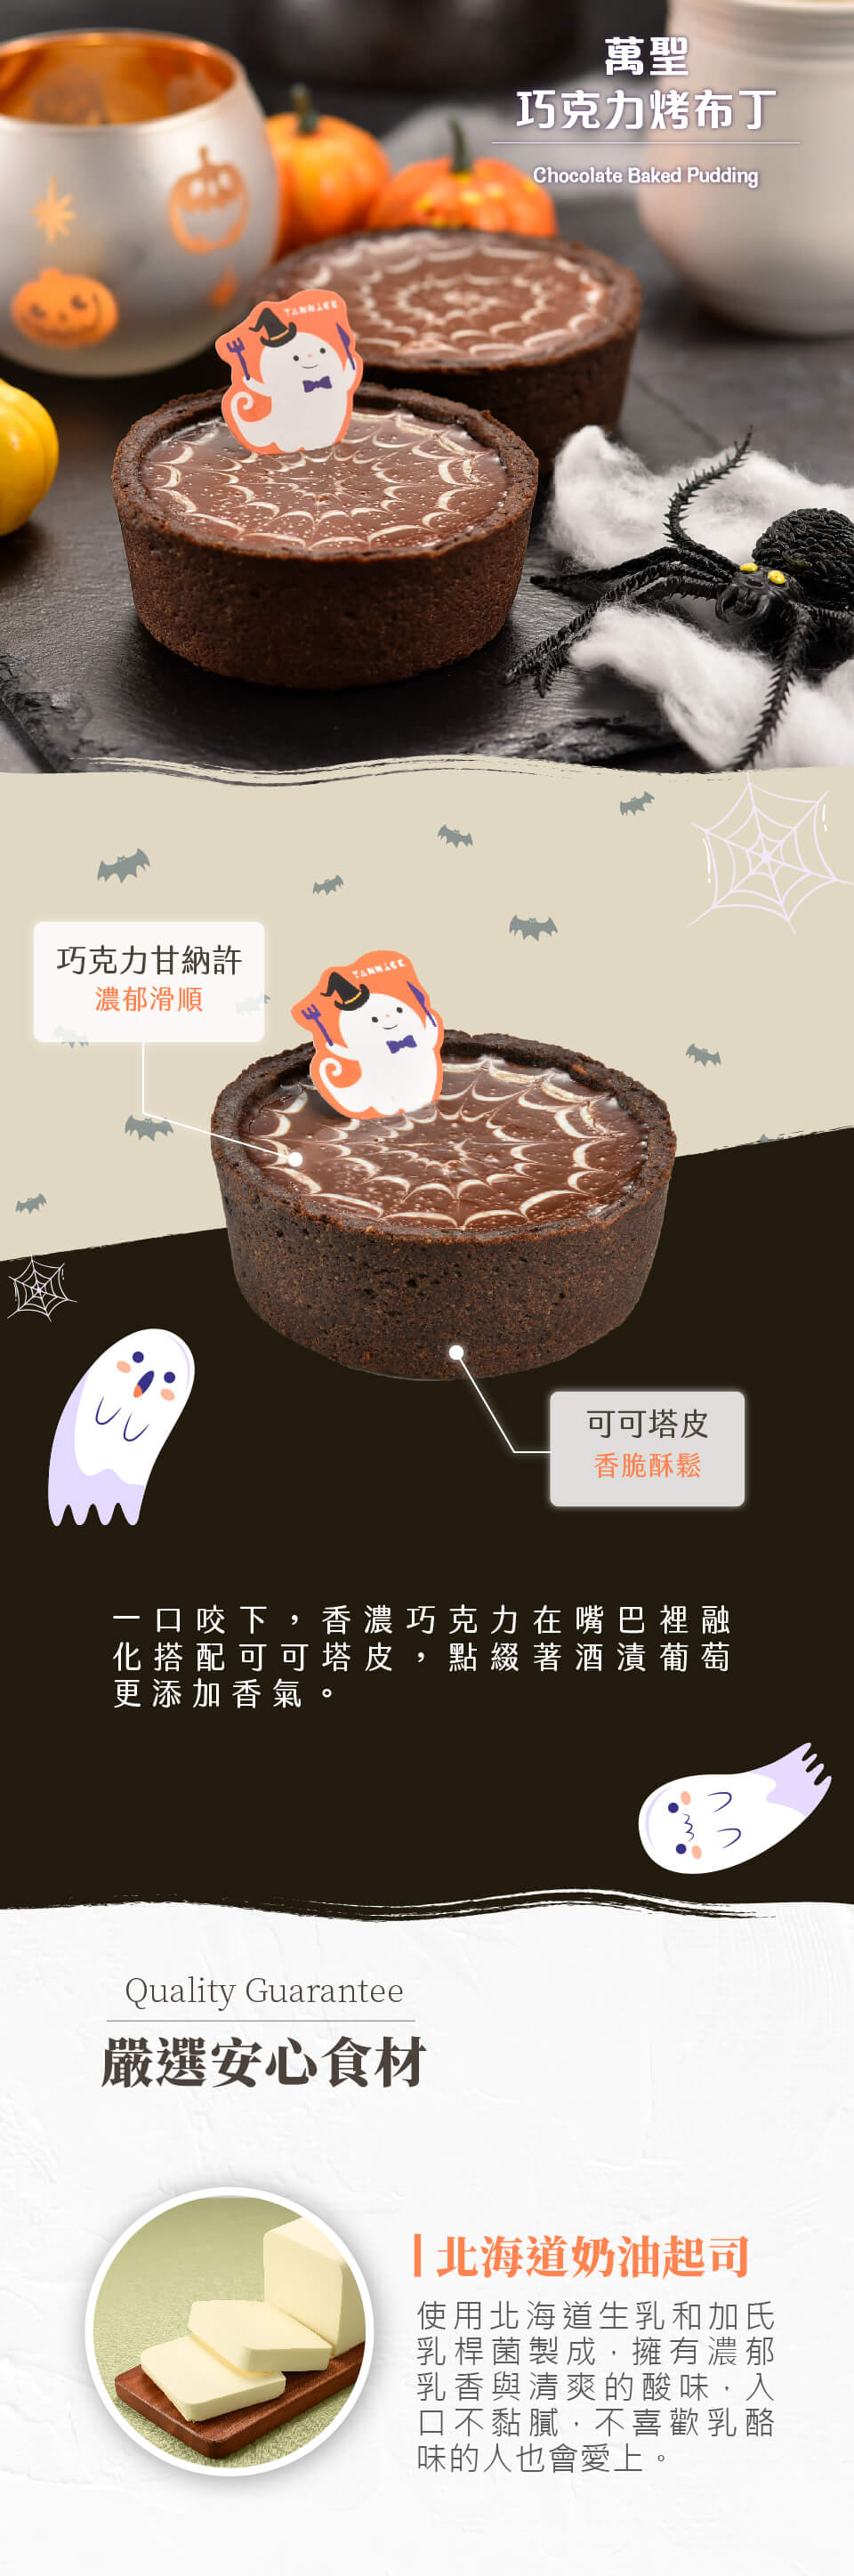 萬聖
巧克力烤布丁
Chocolate Baked Pudding
YANNICK
巧克力甘納許
濃郁滑順
YANNICK
可可塔皮
香脆酥鬆
一口咬下，香濃巧克力在嘴巴裡融
化搭配可可塔皮，點綴著酒漬葡萄
更添加香氣。
Quality Guarantee
嚴選安心食材
北海道奶油起司
使用北海道生乳和加氏
乳桿菌製成，擁有濃郁
乳香與清爽的酸味，入
口不黏膩，不喜歡乳酪
味的人也會愛上。